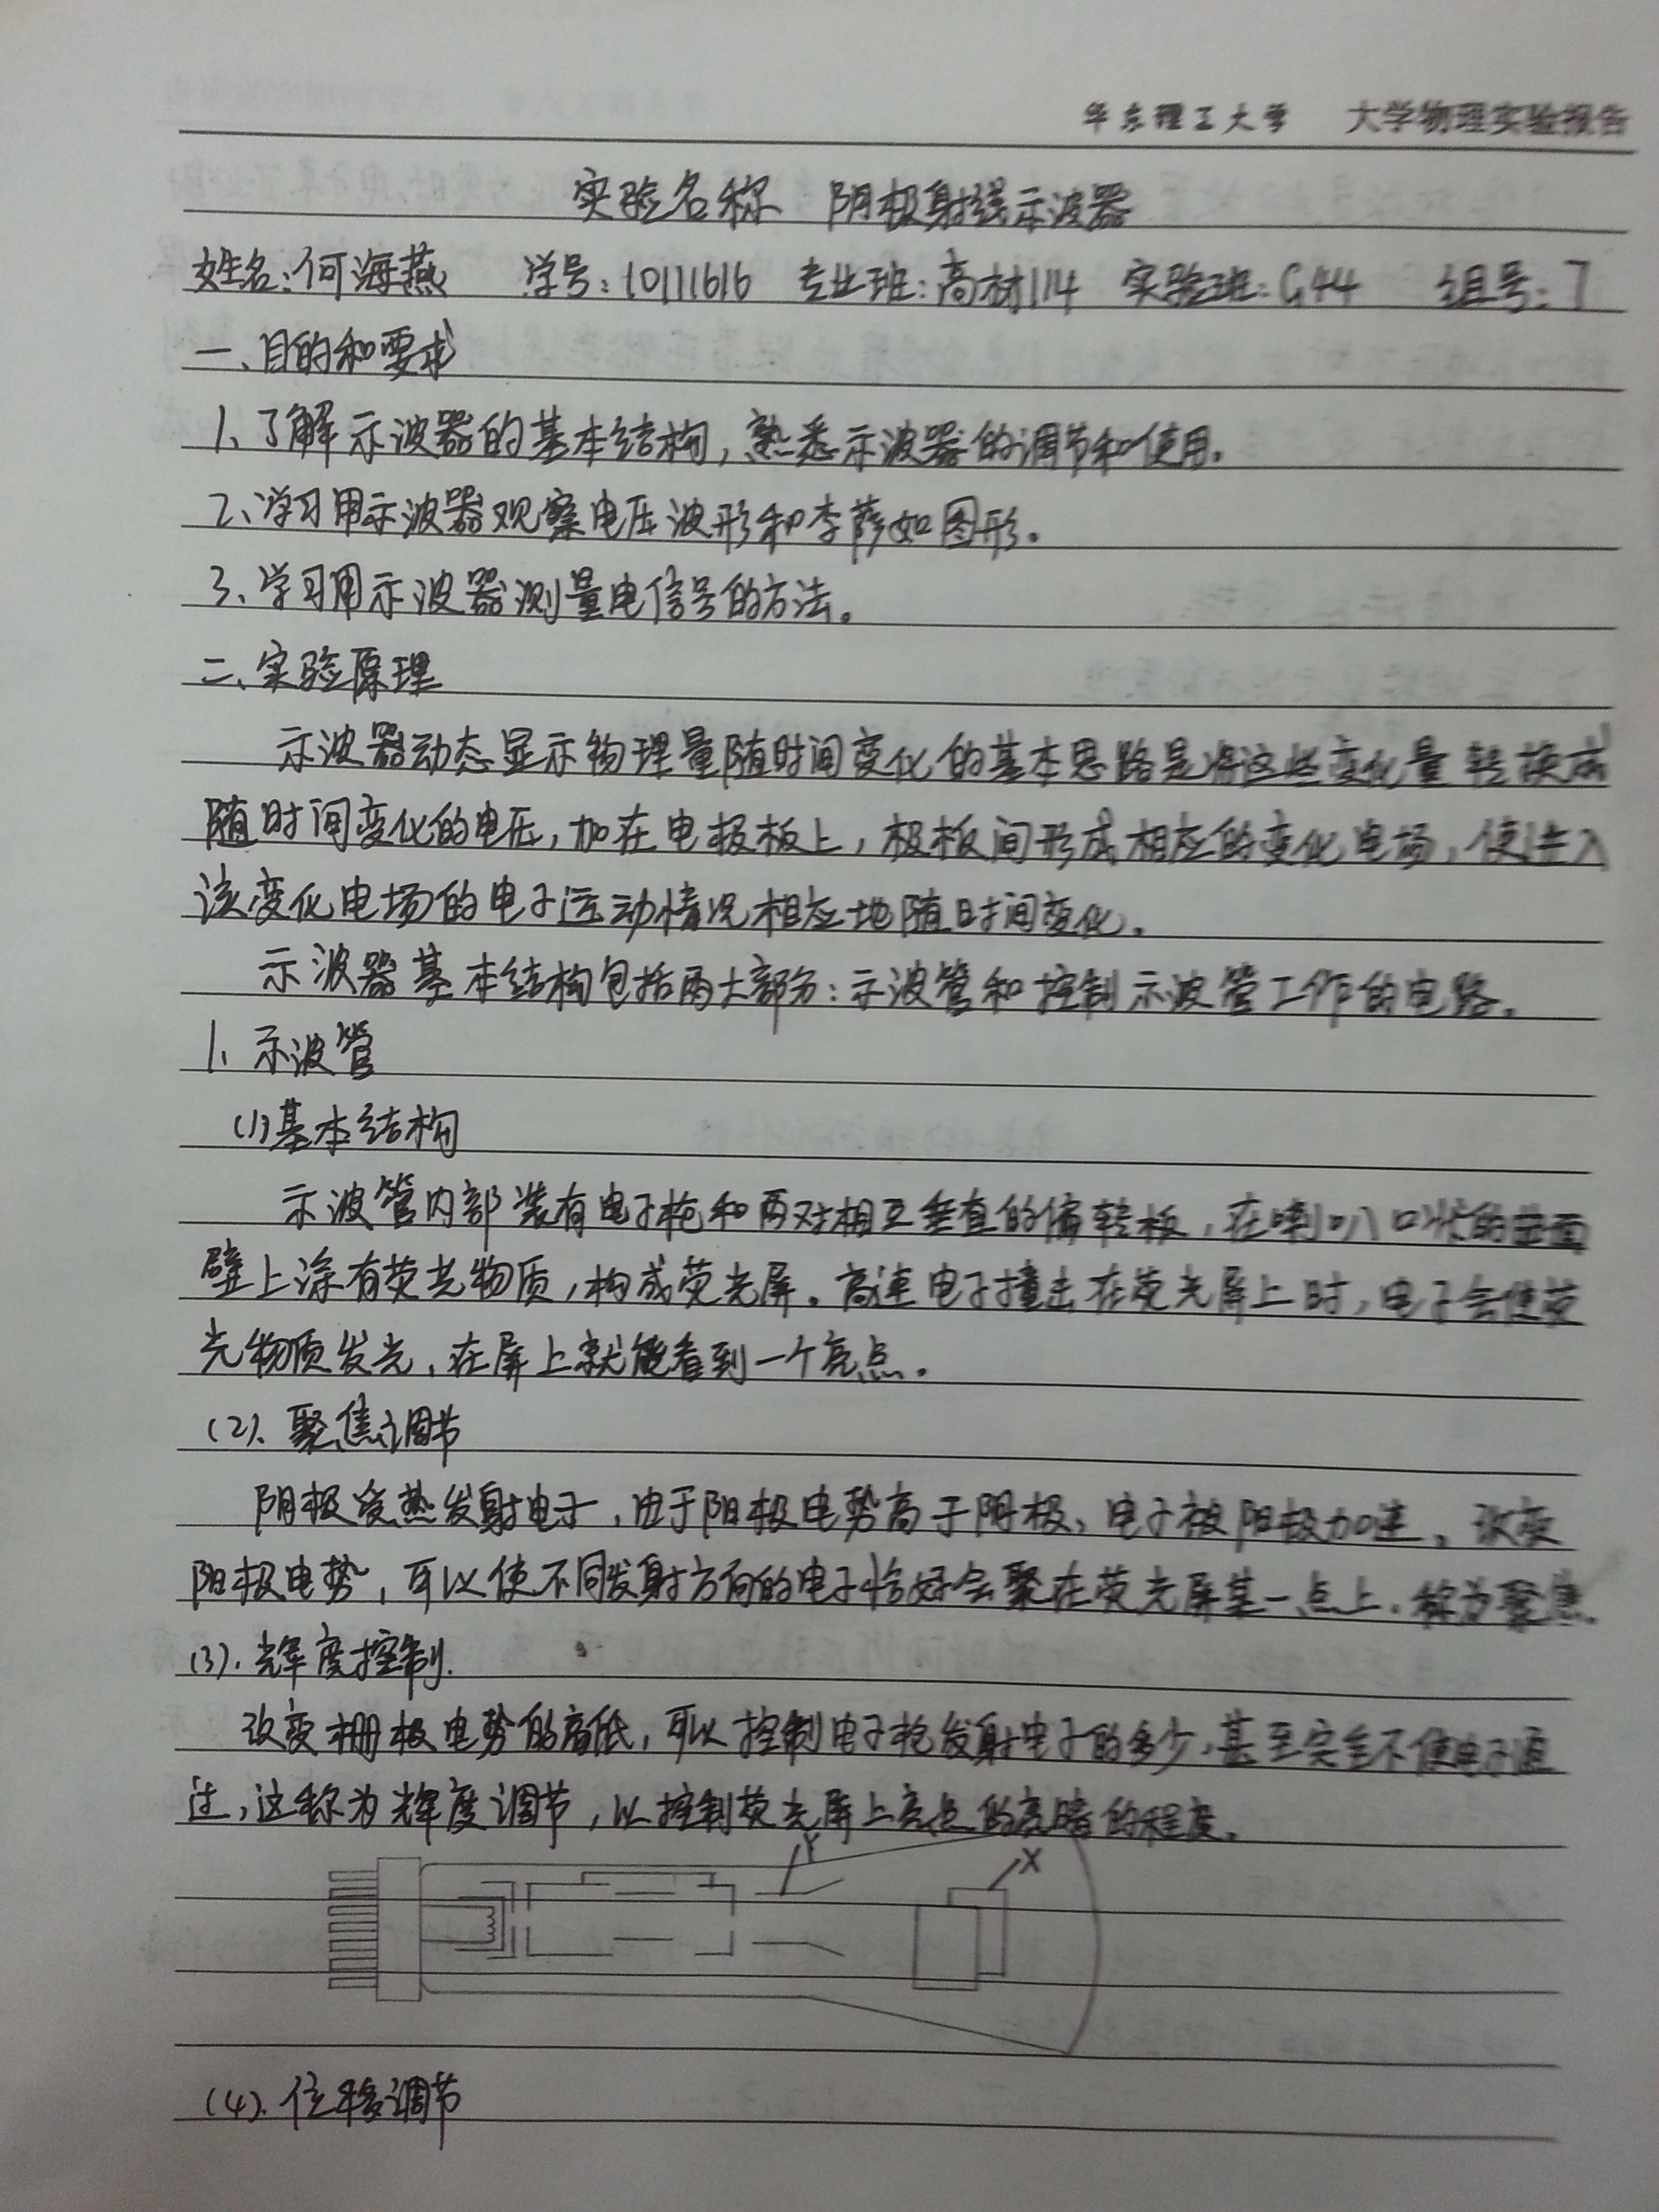 华东理工大学 大学物理实验报告
实验名称 阴极射线示波器
姓名：何海燕 学号：10111616 专业班：高材114 实验班：G44 组号：7
一、目的和要求
1、了解示波器的基本结构，熟悉示波器的调节和使用。
2、学习用示波器观察电压波形和李萨如图形。
3、学习用示波器测量电信号的方法。
二、实验原理
示波器动态显示物理量随时间变化的基本思路是将这些变化量转换成
随时间变化的电压，加在电极板上，极板间形成相应的变化电场，使进入
该变化电场的电子运动情况相应地随时间变化。
示波器基本结构包括两大部分：示波管和控制示波管工作的电路。
1、示波管
(1)基本结构
示波管内部装有电子枪和两对相互垂直的偏转板，在喇叭口状的曲面
壁上涂有荧光物质，构成荧光屏。高速电子撞击在荧光屏上时，电子会使荧
光物质发光，在屏上就能看到一个亮点。
(2). 聚焦调节
阴极受热发射电子，由于阳极电势高于阴极，电子被阳极加速。改变
阳极电势，可以使不同发射方向的电子恰好会聚在荧光屏某一点上，称为聚焦.
(3). 辉度控制.
改变栅极电势的高低，可以控制电子枪发射电子的多少，甚至完全不使电子通
过，这称为辉度调节，以控制荧光屏上亮点的亮暗的程度。
Y
X
(4). 位移调节